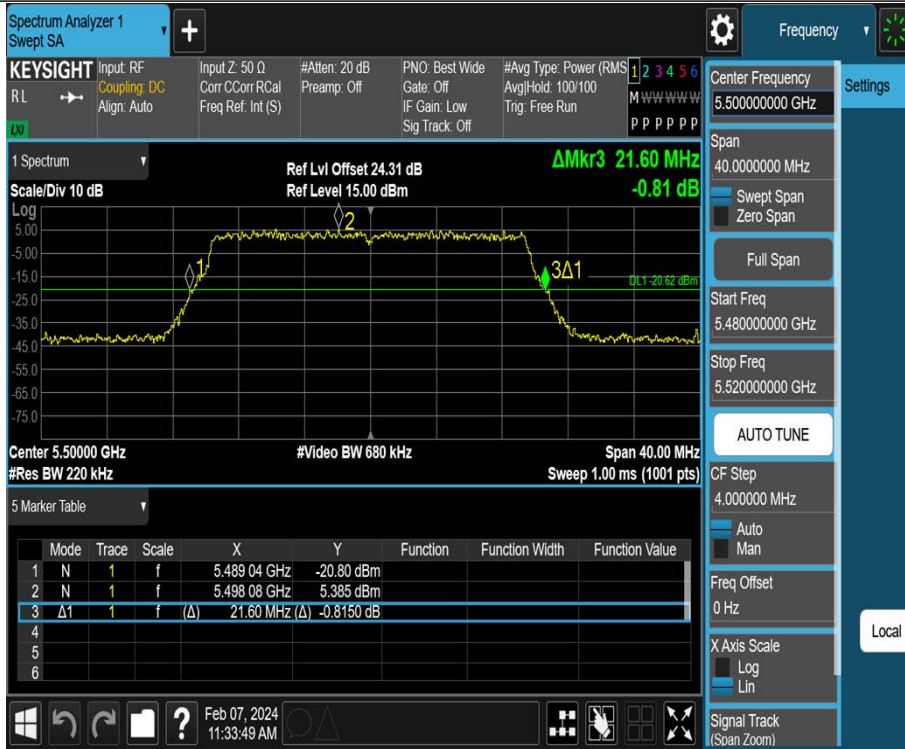 Spectrum Analyzer 1
Swept SA
+
Frequency
KEYSIGHT
RL
LXI
Input: RF
Coupling: DC
Align: Auto
Input Z: 50 Ω
Corr CCorr RCal
Freq Ref: Int (S)
#Atten: 20 dB
Preamp: Off
PNO: Best Wide
Gate: Off
IF Gain: Low
Sig Track: Off
#Avg Type: Power (RMS
Avg|Hold: 100/100
Trig: Free Run
1 2 3 4 5 6
M W W W W W
P P P P P P
1 Spectrum
Scale/Div 10 dB
Ref Lvl Offset 24.31 dB
Ref Level 15.00 dBm
ΔMkr3 21.60 MHz
-0.81 dB
Log
5.00
-5.00
-15.0
-25.0
-35.0
-45.0
-55.0
-65.0
-75.0
1
2
3Δ1
DL1 -20.62 dBm
Center 5.50000 GHz
#Video BW 680 kHz
Span 40.00 MHz
#Res BW 220 kHz
Sweep 1.00 ms (1001 pts)
5 Marker Table
Mode Trace Scale X Y Function Function Width Function Value
1 N 1 f 5.489 04 GHz -20.80 dBm
2 N 1 f 5.498 08 GHz 5.385 dBm
3 Δ1 1 f (Δ) 21.60 MHz (Δ) -0.8150 dB
4
5
6
?
Feb 07, 2024
11:33:49 AM
Center Frequency
5.500000000 GHz
Span
40.0000000 MHz
Swept Span
Zero Span
Full Span
Start Freq
5.480000000 GHz
Stop Freq
5.520000000 GHz
AUTO TUNE
CF Step
4.000000 MHz
Auto
Man
Freq Offset
0 Hz
X Axis Scale
Log
Lin
Signal Track
(Span Zoom)
Settings
Local